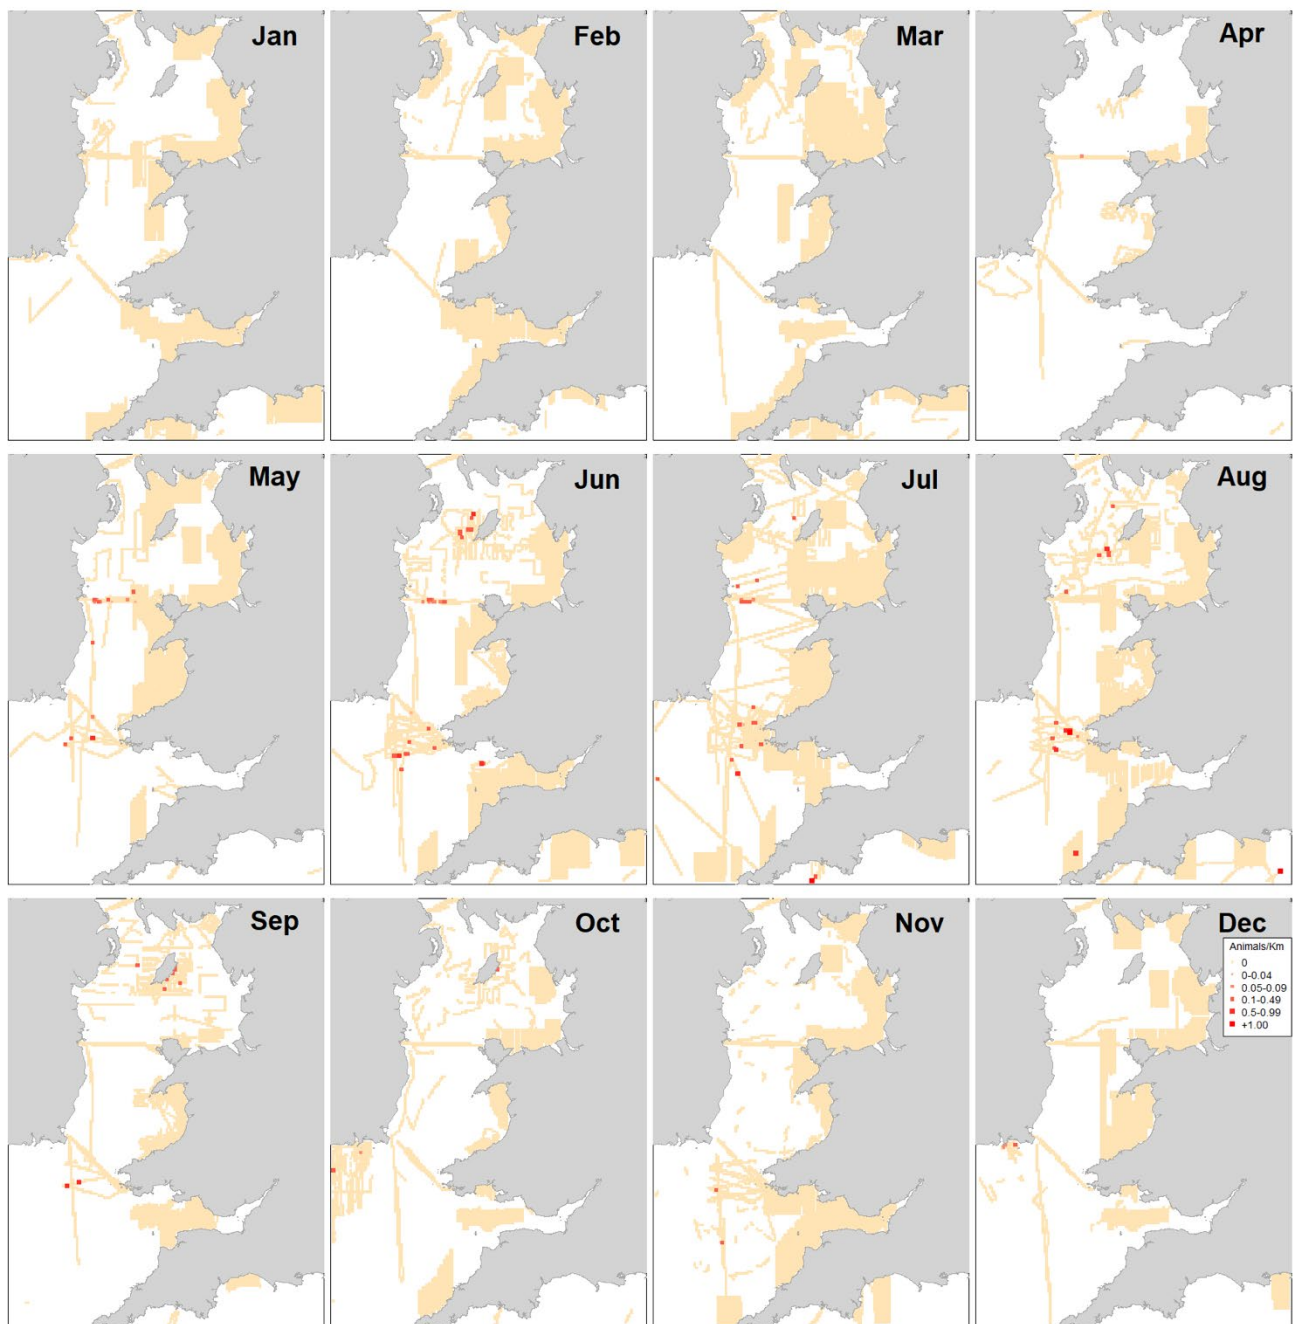 Jan
Feb
Mar
Apr
May
Jun
Jul
Aug
Sep
Oct
Nov
Dec
Animals/Km
0
0-0.04
0.05-0.09
0.1-0.49
0.5-0.99
+1.00